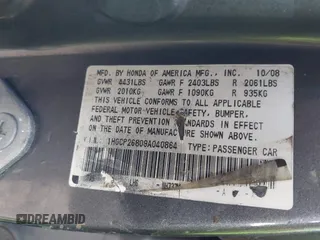 MFD. BY HONDA OF AMERICA MFG., INC. 10/08
GVWR 4431LBS GAWR F 2403LBS R 2061LBS
GVWR 2010KG GAWR F 1090KG R 935KG
THIS VEHICLE CONFORMS TO ALL APPLICABLE
FEDERAL MOTOR-VEHICLE SAFETY, BUMPER,
AND THEFT PREVENTION STANDARDS IN EFFECT ON
THE DATE OF MANUFACTURE SHOWN ABOVE.
1HGCP26809A040864 TYPE: PASSENGER CAR
DREAMBID